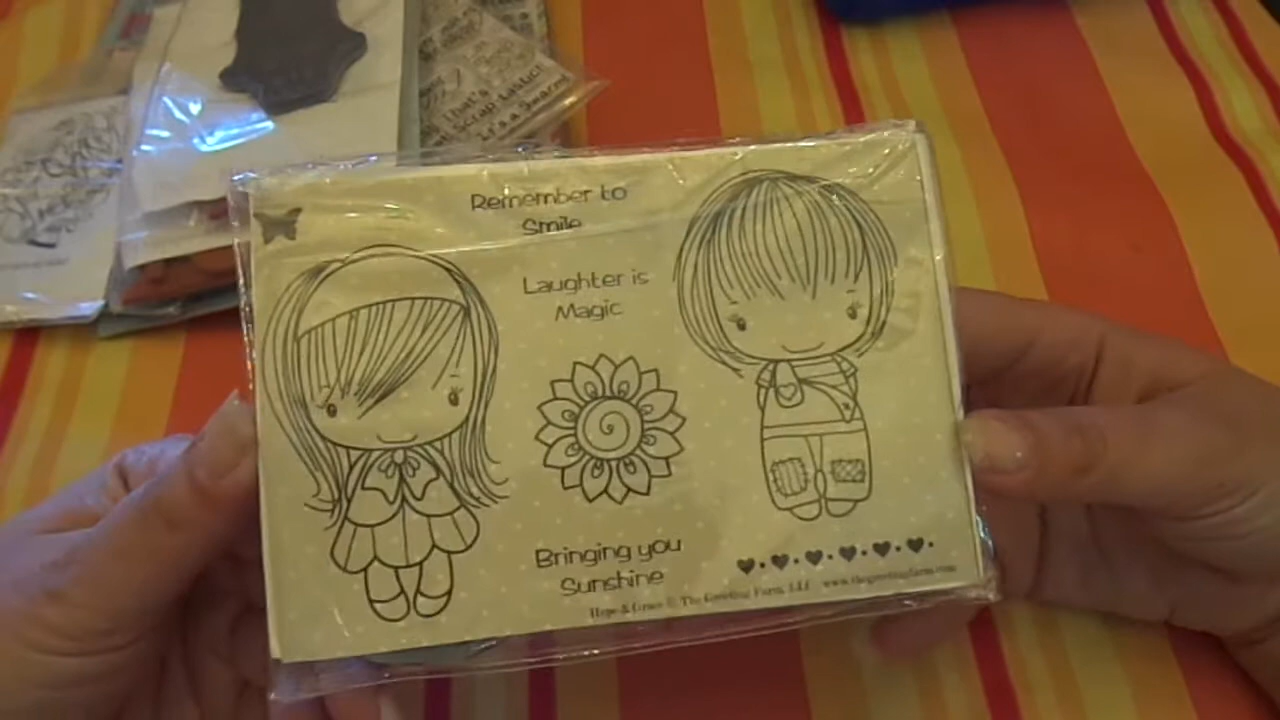 That's
Scrap-tastic!
it's a
Remember to
Smile
Laughter is
Magic
Bringing you
Sunshine
Hope & Grace © The Greeting Farm, LLC www.thegreetingfarm.com